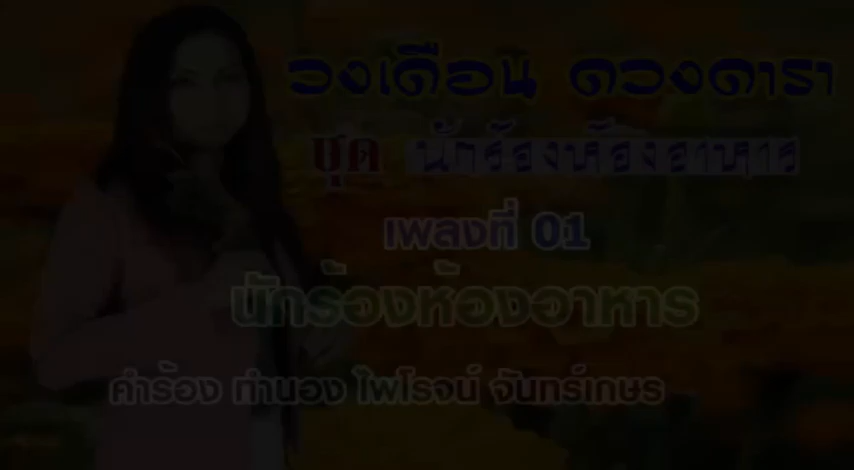 วงเดือน ดวงดารา
ชุด นักร้องห้องอาหาร
เพลงที่ 01
นักร้องห้องอาหาร
คำร้อง ทำนอง ไพโรจน์ จันทร์เกษร